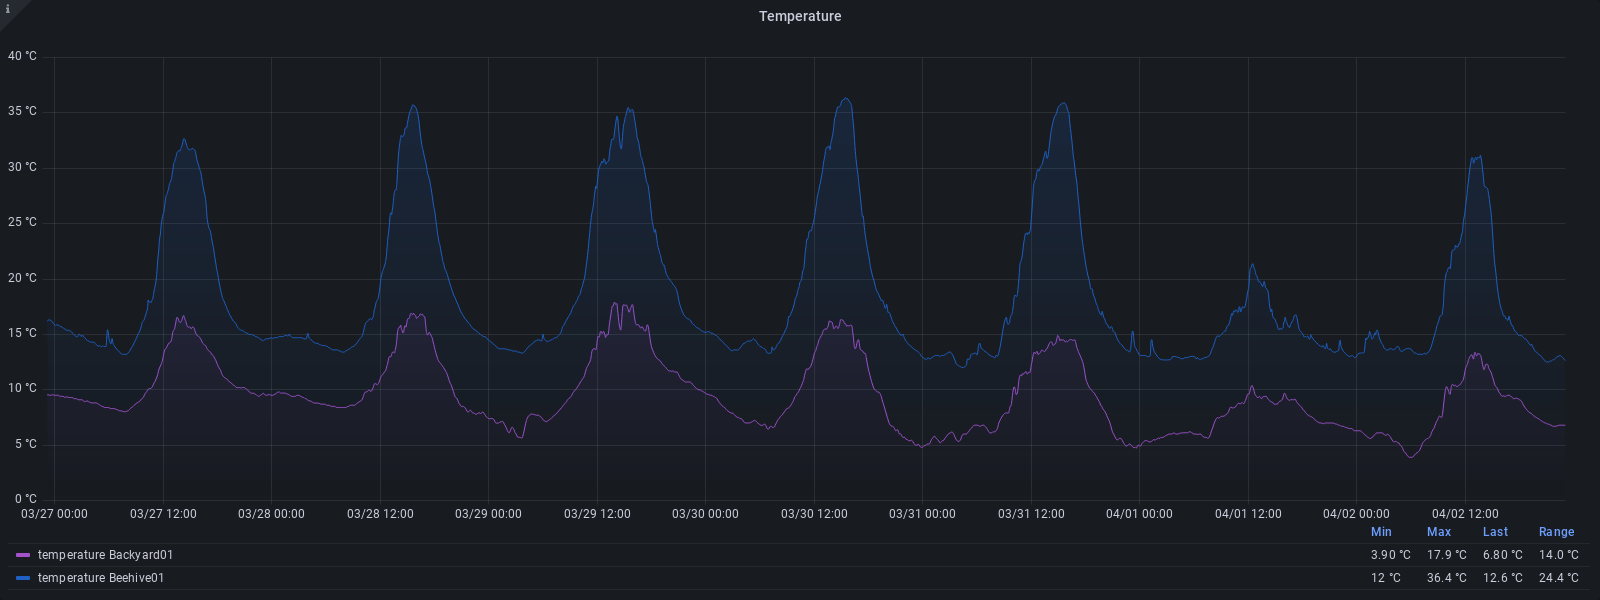 i
Temperature
40 °C
35 °C
30 °C
25 °C
20 °C
15 °C
10 °C
5 °C
0 °C
03/27 00:00 03/27 12:00 03/28 00:00 03/28 12:00 03/29 00:00 03/29 12:00 03/30 00:00 03/30 12:00 03/31 00:00 03/31 12:00 04/01 00:00 04/01 12:00 04/02 00:00 04/02 12:00
Min Max Last Range
temperature Backyard01 3.90 °C 17.9 °C 6.80 °C 14.0 °C
temperature Beehive01 12 °C 36.4 °C 12.6 °C 24.4 °C